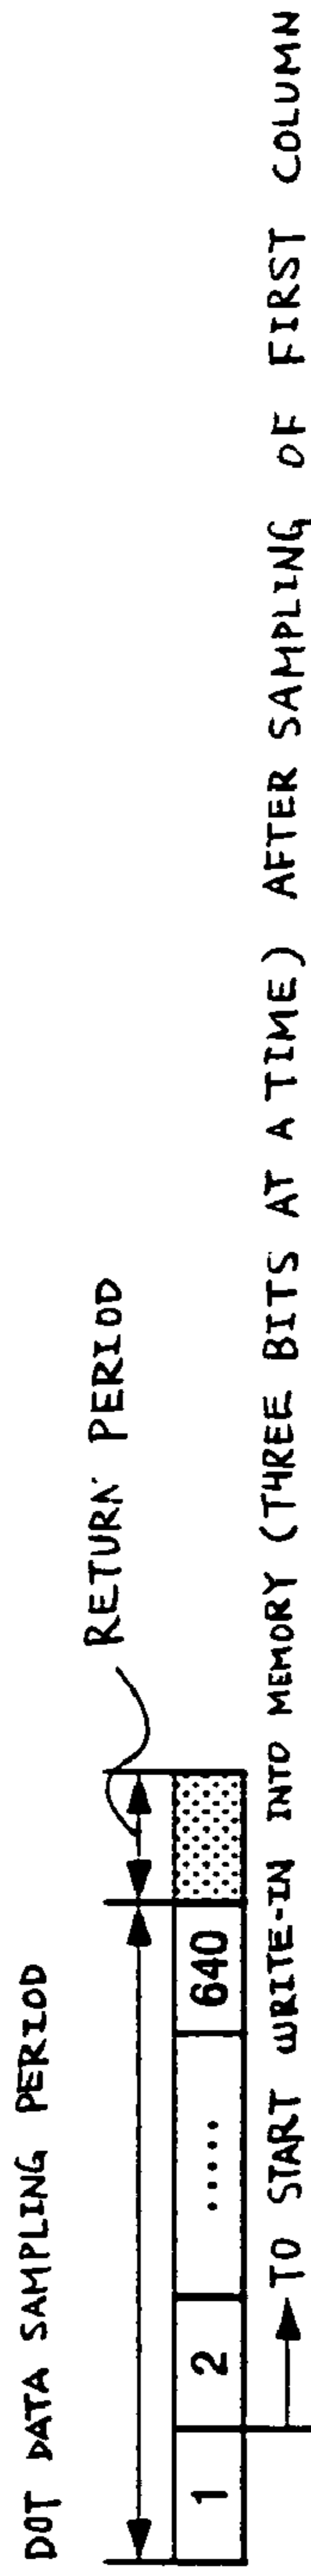 DOT DATA SAMPLING PERIOD
RETURN PERIOD
1 2 ..... 640
TO START WRITE-IN INTO MEMORY (THREE BITS AT A TIME) AFTER SAMPLING OF FIRST COLUMN